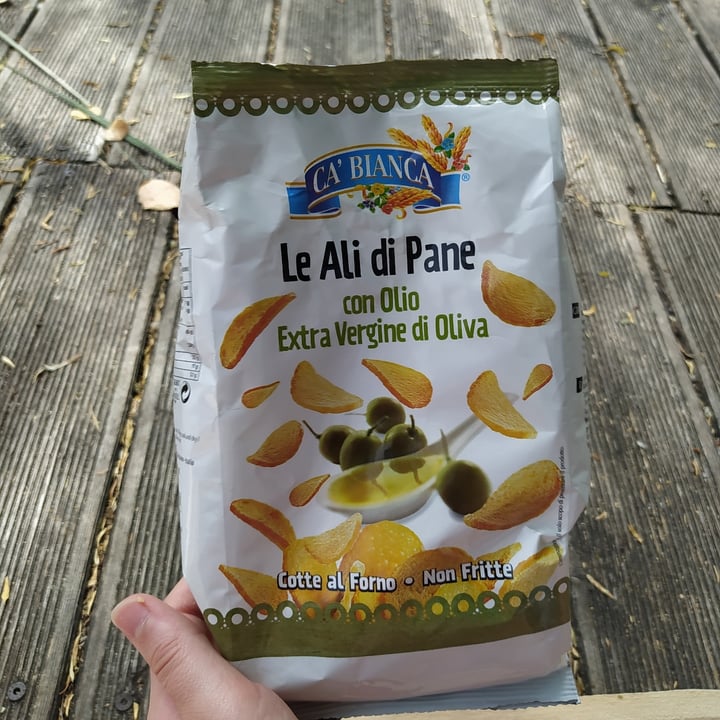 CA' BIANCA
®
Le Ali di Pane
con Olio
Extra Vergine di Oliva
Cotte al Forno • Non Fritte